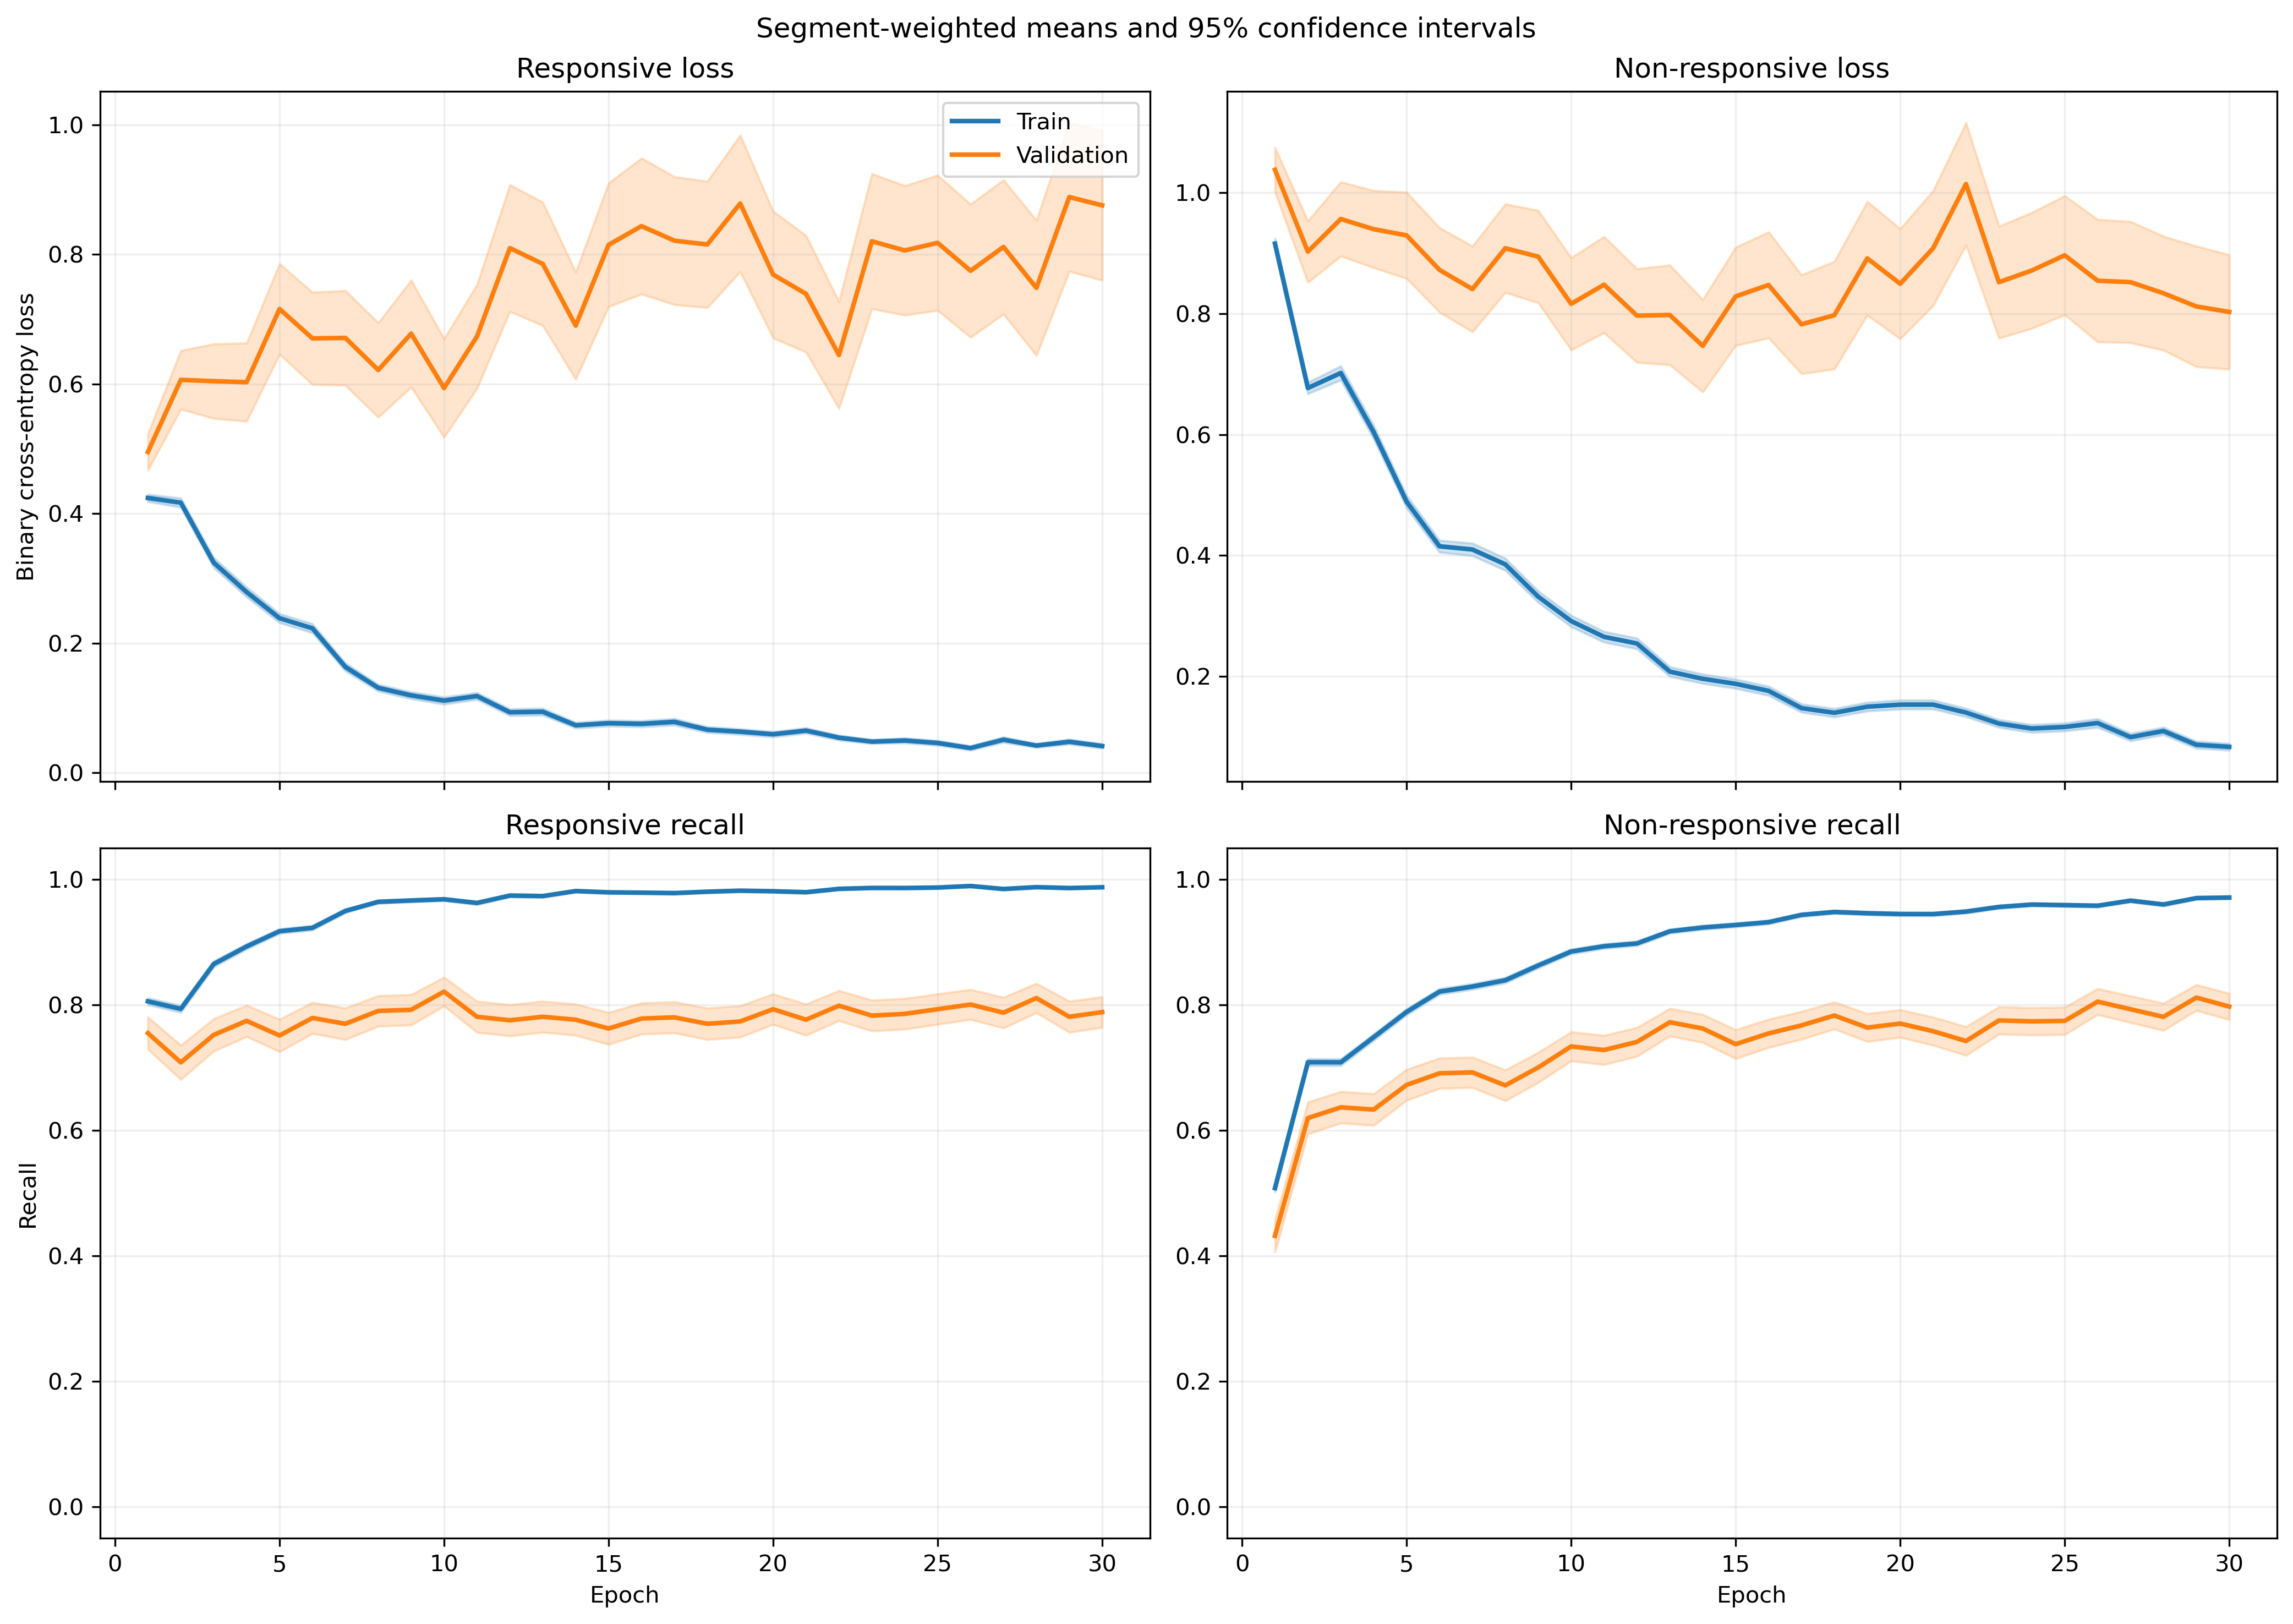 Segment-weighted means and 95% confidence intervals
Responsive loss
Non-responsive loss
Train
Validation
1.0
0.8
0.6
0.4
0.2
0.0
Binary cross-entropy loss
1.0
0.8
0.6
0.4
0.2
Responsive recall
Non-responsive recall
1.0
0.8
0.6
0.4
0.2
0.0
Recall
1.0
0.8
0.6
0.4
0.2
0.0
0 5 10 15 20 25 30
0 5 10 15 20 25 30
Epoch
Epoch